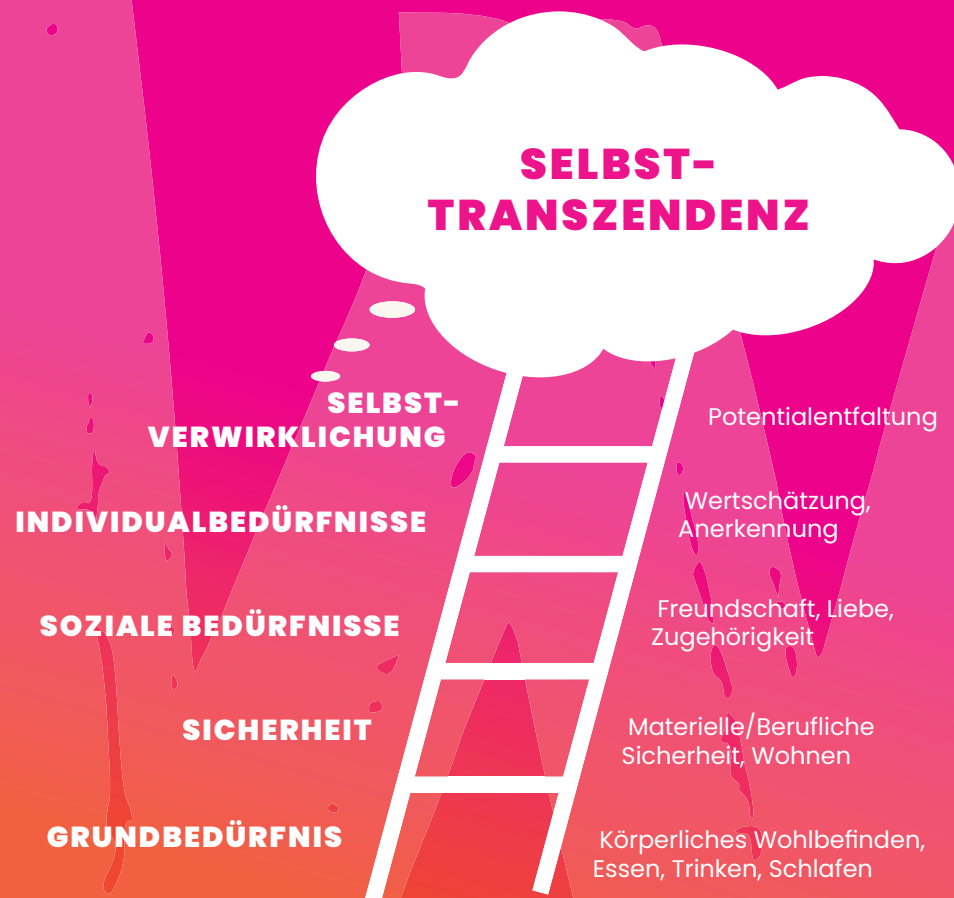 SELBST-
TRANSZENDENZ
SELBST-
VERWIRKLICHUNG
Potentialentfaltung
INDIVIDUALBEDÜRFNISSE
Wertschätzung,
Anerkennung
SOZIALE BEDÜRFNISSE
Freundschaft, Liebe,
Zugehörigkeit
SICHERHEIT
Materielle/Berufliche
Sicherheit, Wohnen
GRUNDBEDÜRFNIS
Körperliches Wohlbefinden,
Essen, Trinken, Schlafen